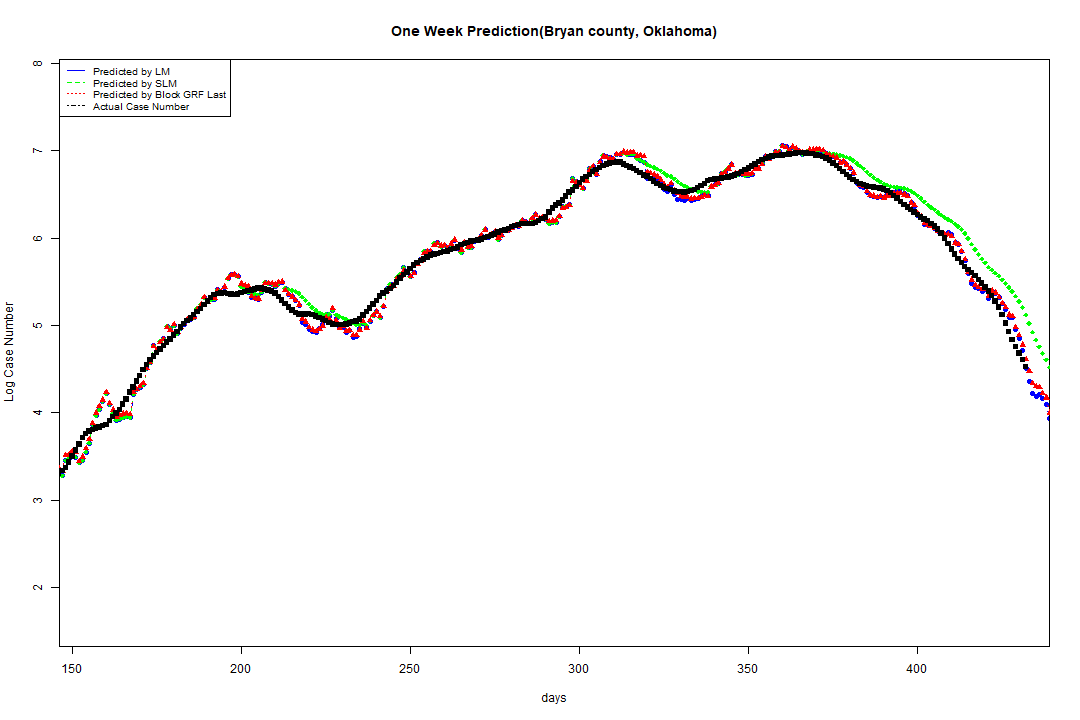 One Week Prediction(Bryan county, Oklahoma)
Predicted by LM
Predicted by SLM
Predicted by Block GRF Last
Actual Case Number
Log Case Number
8
7
6
5
4
3
2
150 200 250 300 350 400
days